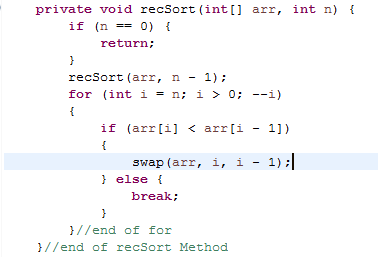 private void recSort(int[] arr, int n) {
    if (n == 0) {
        return;
    }
    recSort(arr, n - 1);
    for (int i = n; i > 0; --i)
    {
        if (arr[i] < arr[i - 1])
        {
            swap(arr, i, i - 1);
        } else {
            break;
        }
    }//end of for
}//end of recSort Method